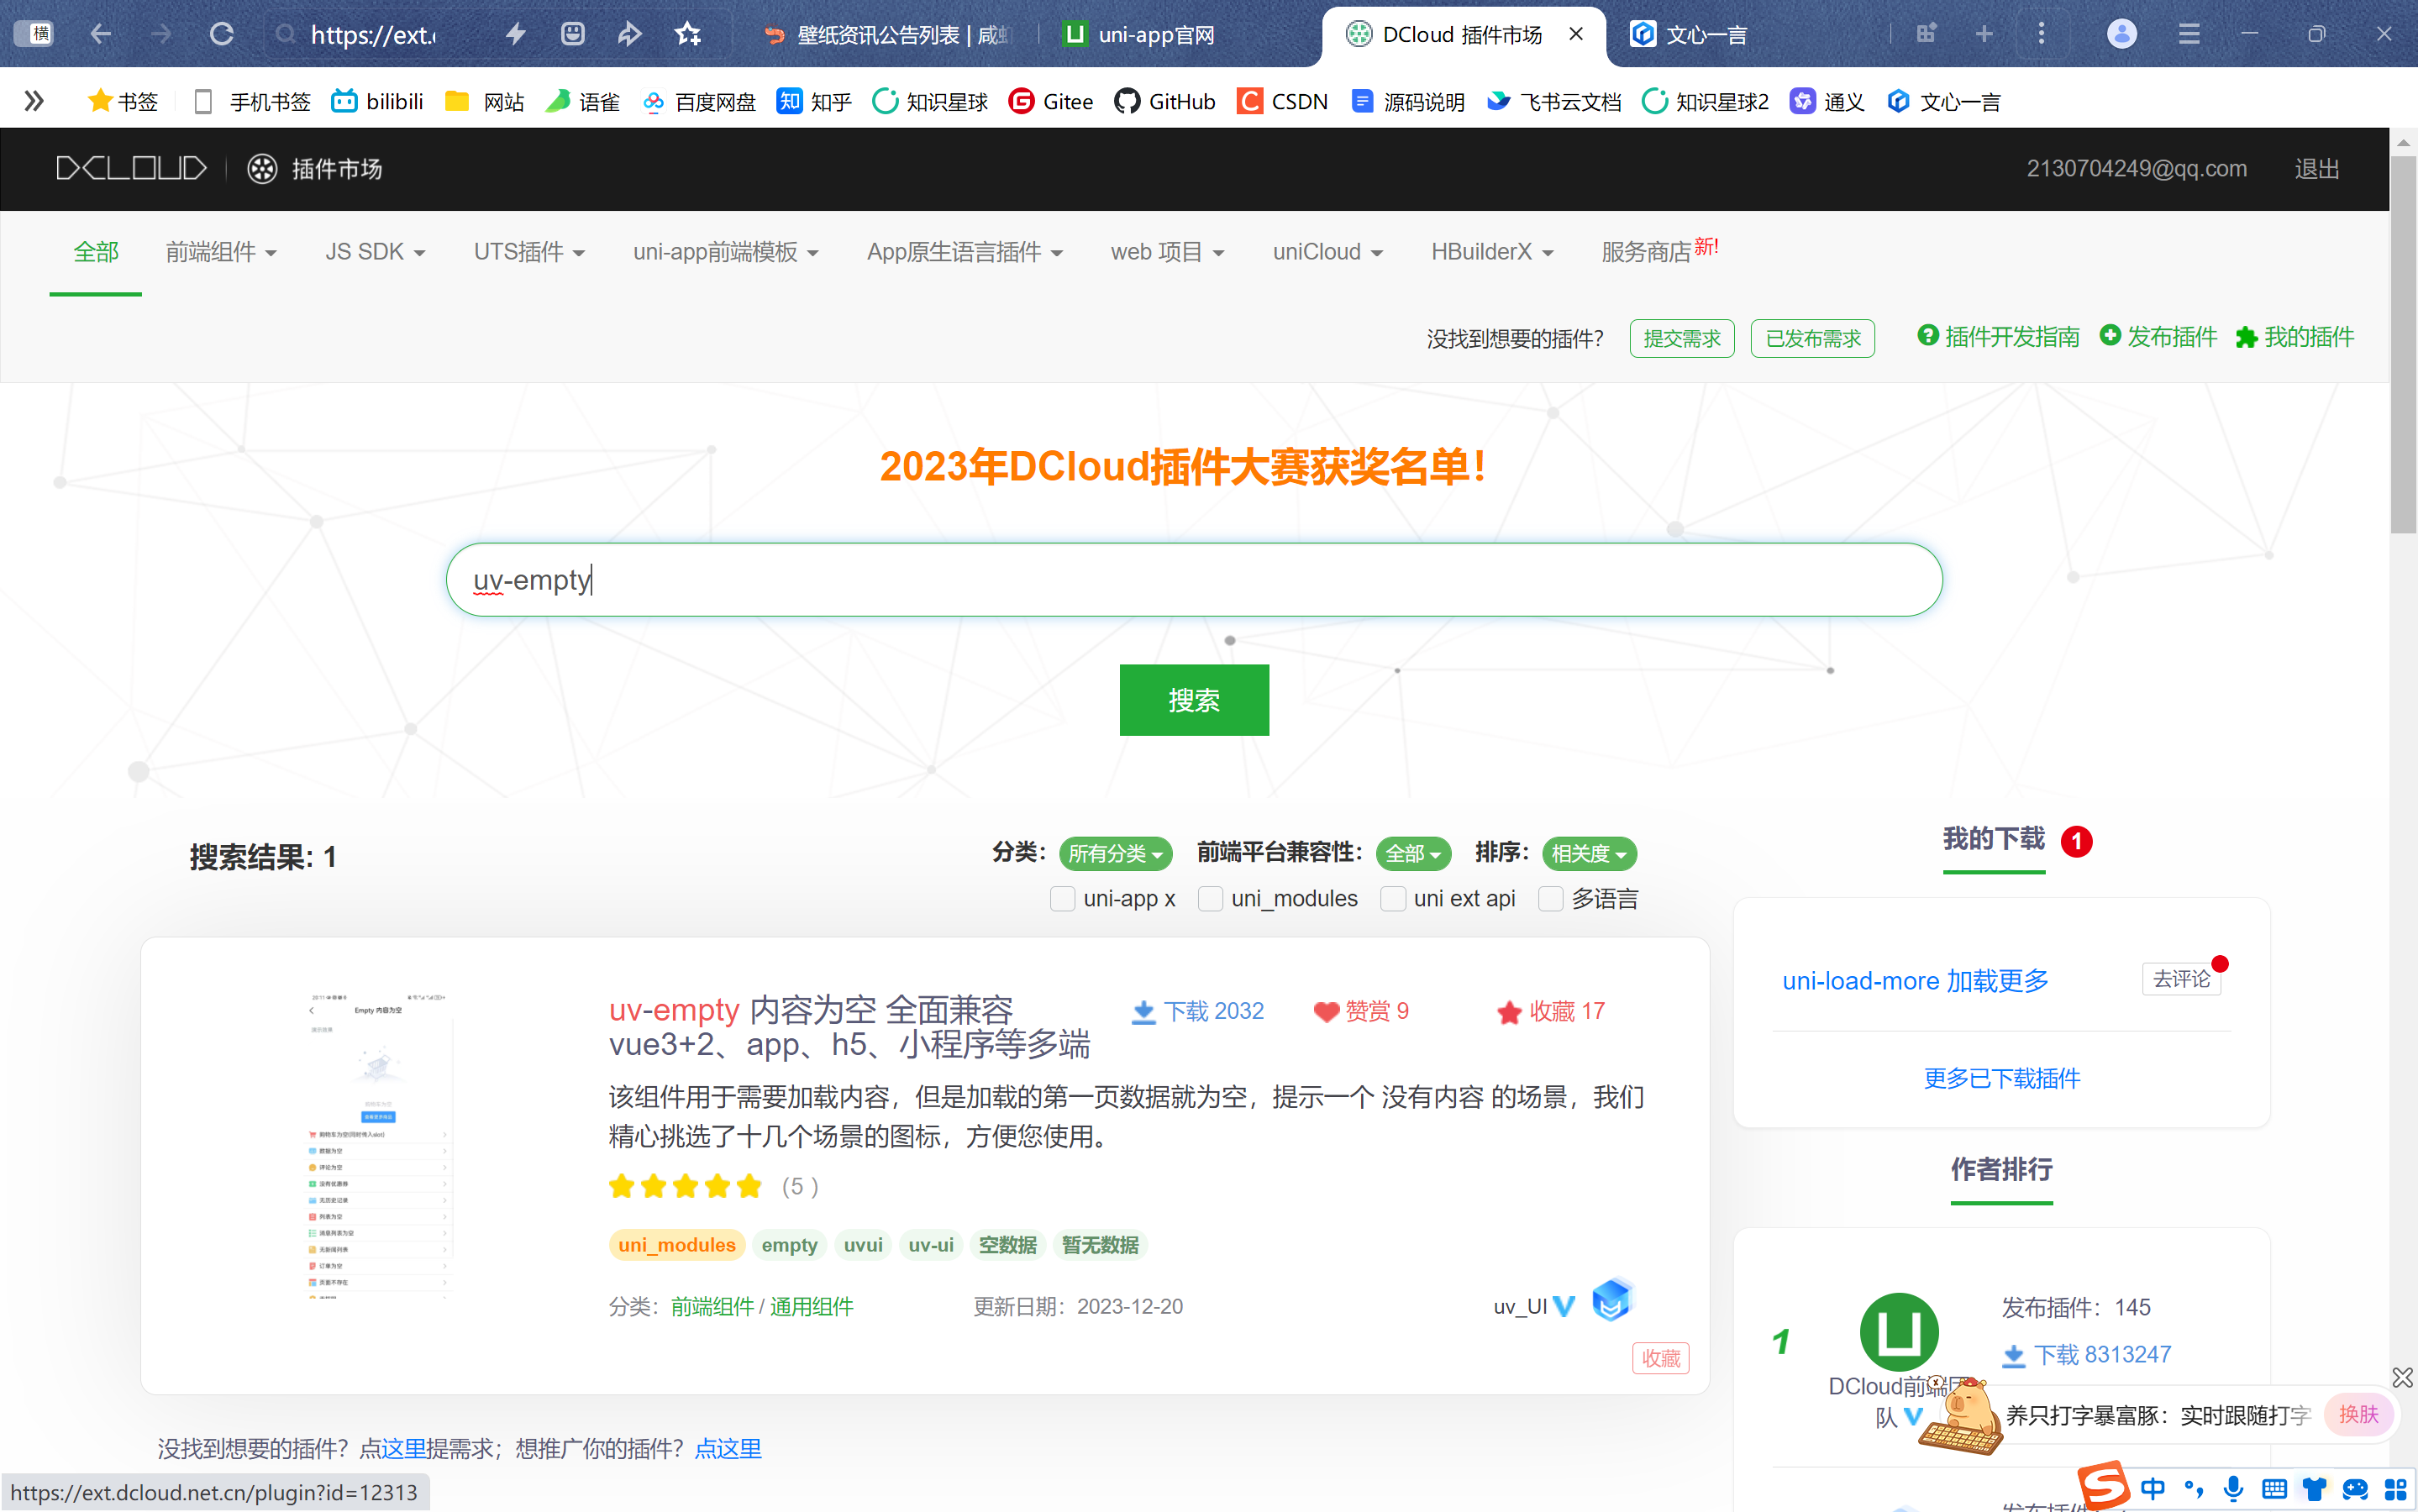 横
https://ext.
壁纸资讯公告列表 | 咸虾
uni-app官网
DCloud 插件市场
文心一言
书签
手机书签
bilibili
网站
语雀
百度网盘
知乎
知识星球
Gitee
GitHub
CSDN
源码说明
飞书云文档
知识星球2
通义
文心一言
DCLOUD
插件市场
2130704249@qq.com
退出
全部
前端组件
JS SDK
UTS插件
uni-app前端模板
App原生语言插件
web 项目
uniCloud
HBuilderX
服务商店 新!
没找到想要的插件?
提交需求
已发布需求
插件开发指南
发布插件
我的插件
2023年DCloud插件大赛获奖名单!
uv-empty
搜索
搜索结果: 1
分类:
所有分类
前端平台兼容性:
全部
排序:
相关度
uni-app x
uni_modules
uni ext api
多语言
我的下载 1
uni-load-more 加载更多
去评论
更多已下载插件
Empty 内容为空
uv-empty 内容为空 全面兼容
vue3+2、app、h5、小程序等多端
下载 2032
赞赏 9
收藏 17
该组件用于需要加载内容，但是加载的第一页数据就为空，提示一个 没有内容 的场景，我们
精心挑选了十几个场景的图标，方便您使用。
(5 )
uni_modules
empty
uvui
uv-ui
空数据
暂无数据
分类：前端组件 / 通用组件
更新日期：2023-12-20
uv_UI
收藏
作者排行
1
发布插件：145
下载 8313247
DCloud前端团
队
养只打字暴富豚：实时跟随打字
换肤
没找到想要的插件？点这里提需求；想推广你的插件？点这里
https://ext.dcloud.net.cn/plugin?id=12313
中